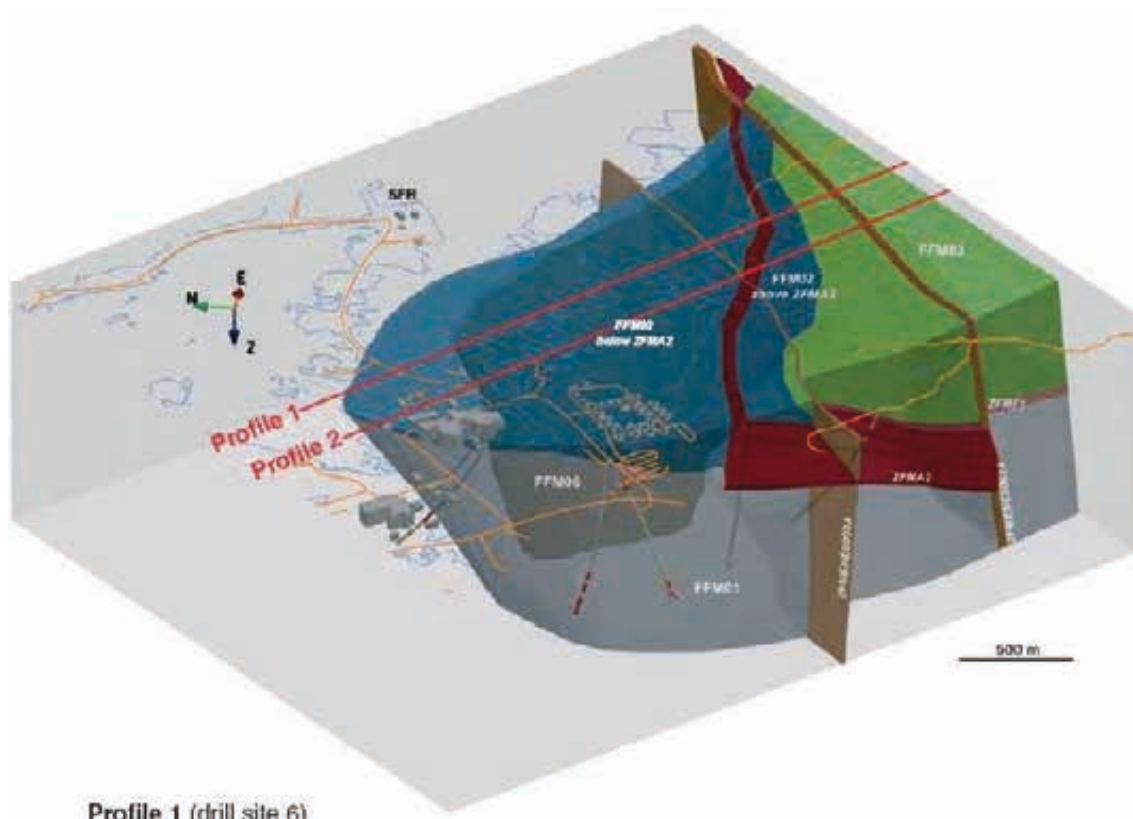 SFR
E
N
Z
FFM03
FFM02
above ZFMA2
below ZFMA2
Profile 1
Profile 2
FFM06
ZFMA2
FFM01
500 m
Profile 1 (drill site 6)